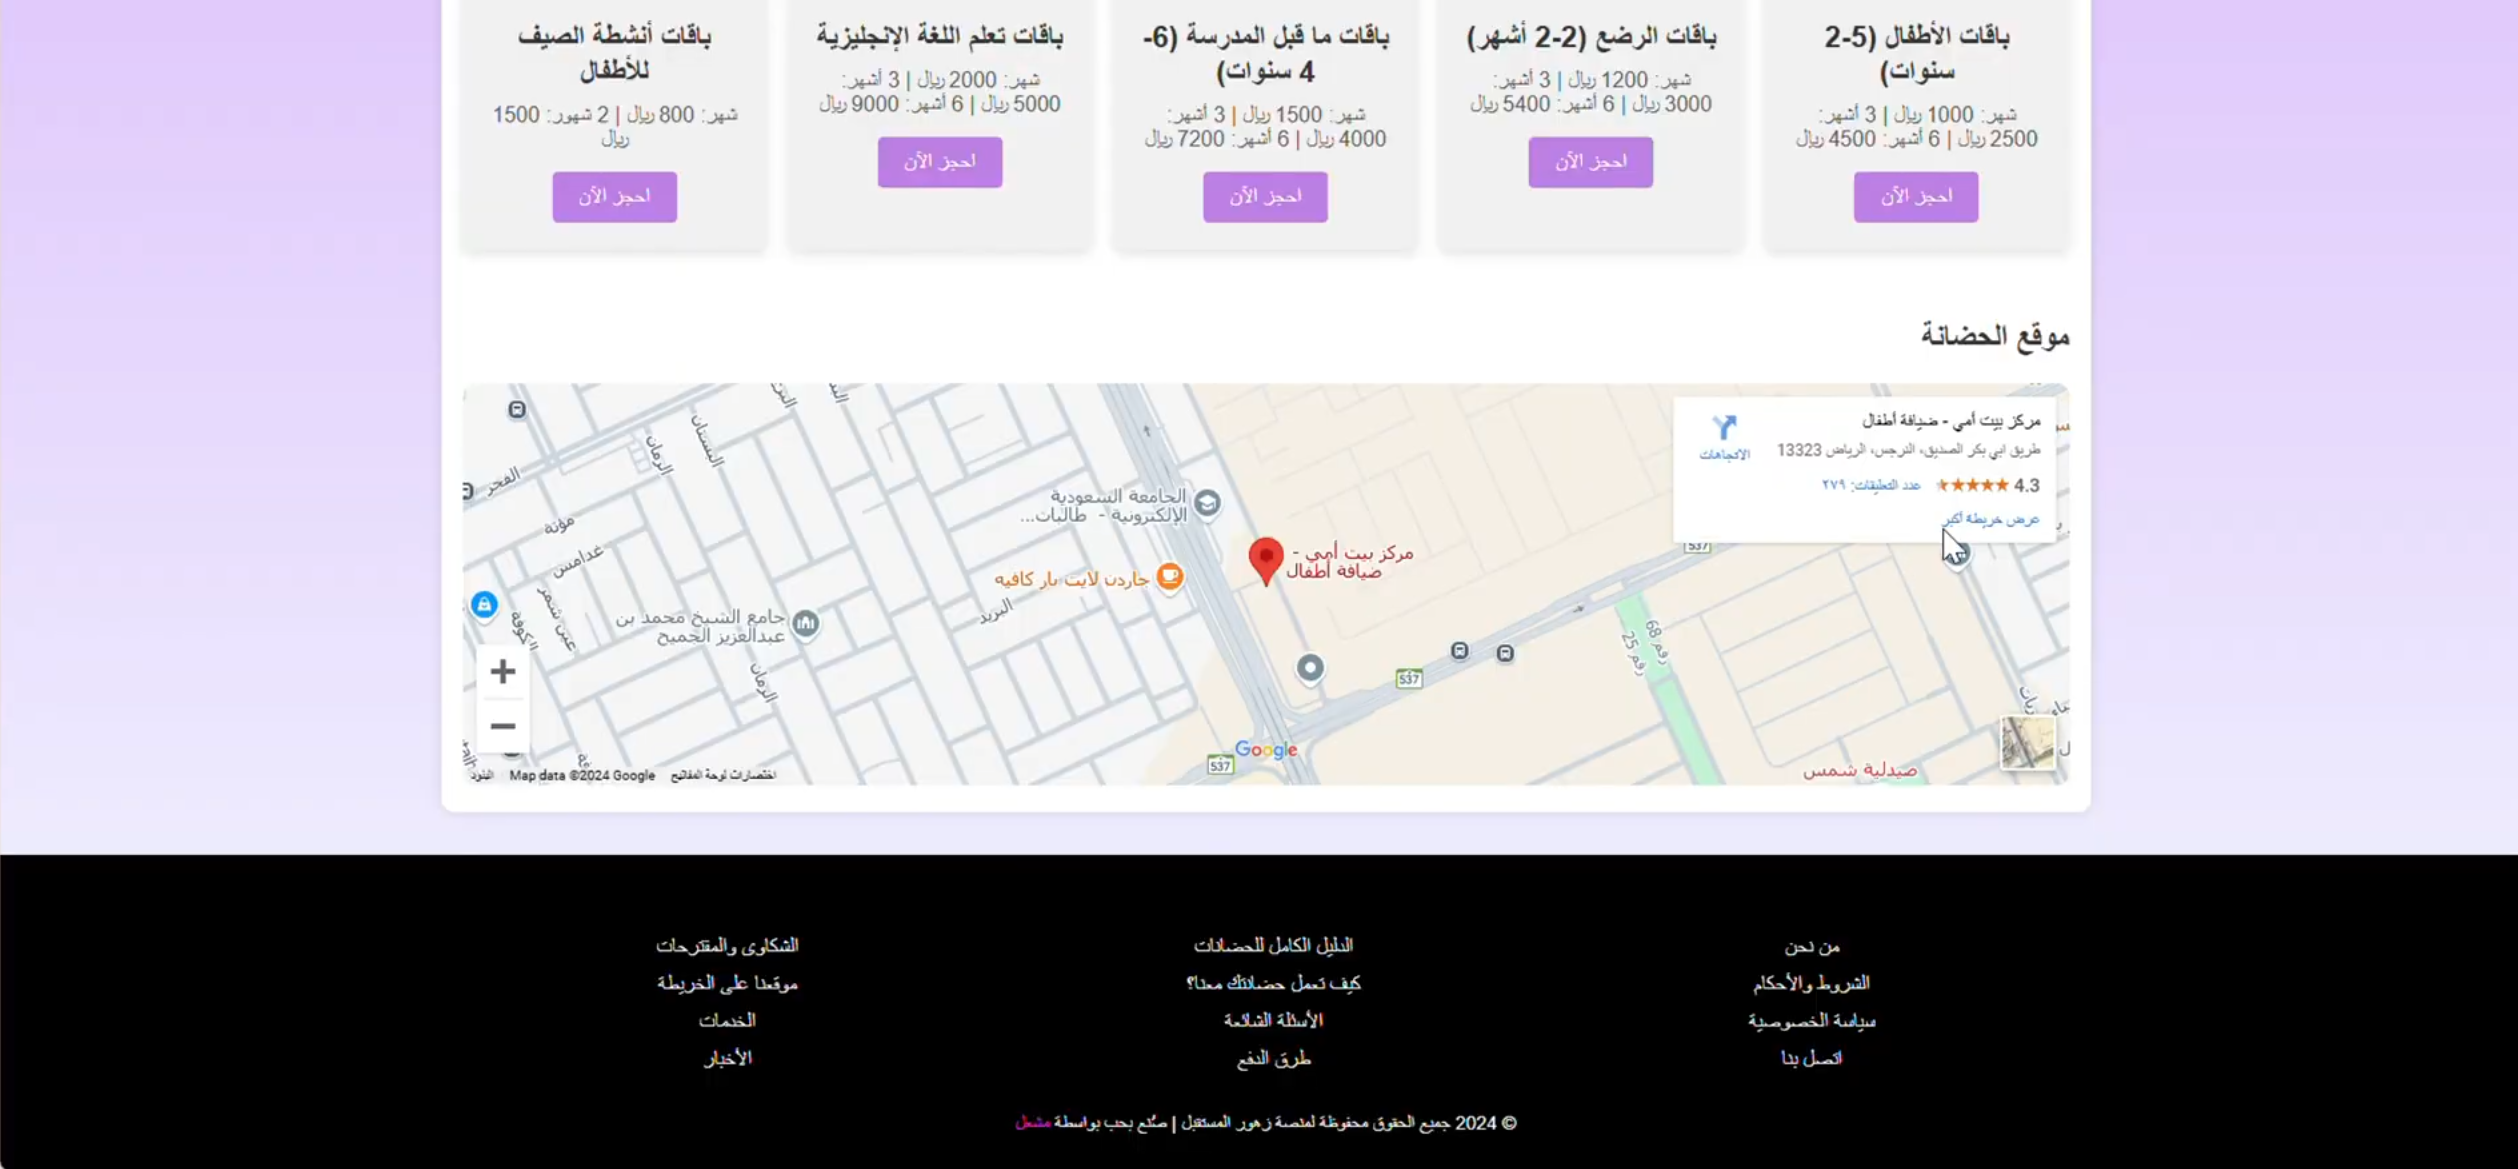 باقات الأطفال (2-5
سنوات)
شهر: 1000 ريال | 3 أشهر:
2500 ريال | 6 أشهر: 4500 ريال
احجز الآن
باقات الرضع (2-2 أشهر)
شهر: 1200 ريال | 3 أشهر:
3000 ريال | 6 أشهر: 5400 ريال
احجز الآن
باقات ما قبل المدرسة (6-
4 سنوات)
شهر: 1500 ريال | 3 أشهر:
4000 ريال | 6 أشهر: 7200 ريال
احجز الآن
باقات تعلم اللغة الإنجليزية
شهر: 2000 ريال | 3 أشهر:
5000 ريال | 6 أشهر: 9000 ريال
احجز الآن
باقات أنشطة الصيف
للأطفال
شهر: 800 ريال | 2 شهور: 1500
ريال
احجز الآن
موقع الحضانة
مركز بيت أمي - ضيافة أطفال
طريق ابي بكر الصديق، النرجس، الرياض 13323
4.3
عدد التعليقات: ٢٧٩
عرض خريطة أكبر
الاتجاهات
البستان
الرمان
الفجر
مؤتة
غدامس
عين شمر
الكوفة
الجامعة السعودية
الإلكترونية - طالبات...
مركز بيت أمي -
ضيافة أطفال
جاردن لايت بار كافيه
البريد
جامع الشيخ محمد بن
عبدالعزيز الجميح
الرمان
537
رقم 68
رقم 25
537
537
صيدلية شمس
Google
اختصارات لوحة المفاتيح
Map data ©2024 Google
البنود
من نحن
الشروط والأحكام
سياسة الخصوصية
اتصل بنا
الدليل الكامل للحضانات
كيف تعمل حضانتك معنا؟
الأسئلة الشائعة
طرق الدفع
الشكاوى والمقترحات
موقعنا على الخريطة
الخدمات
الأخبار
© 2024 جميع الحقوق محفوظة لمنصة زهور المستقبل | صُنع بحب بواسطة مشعل